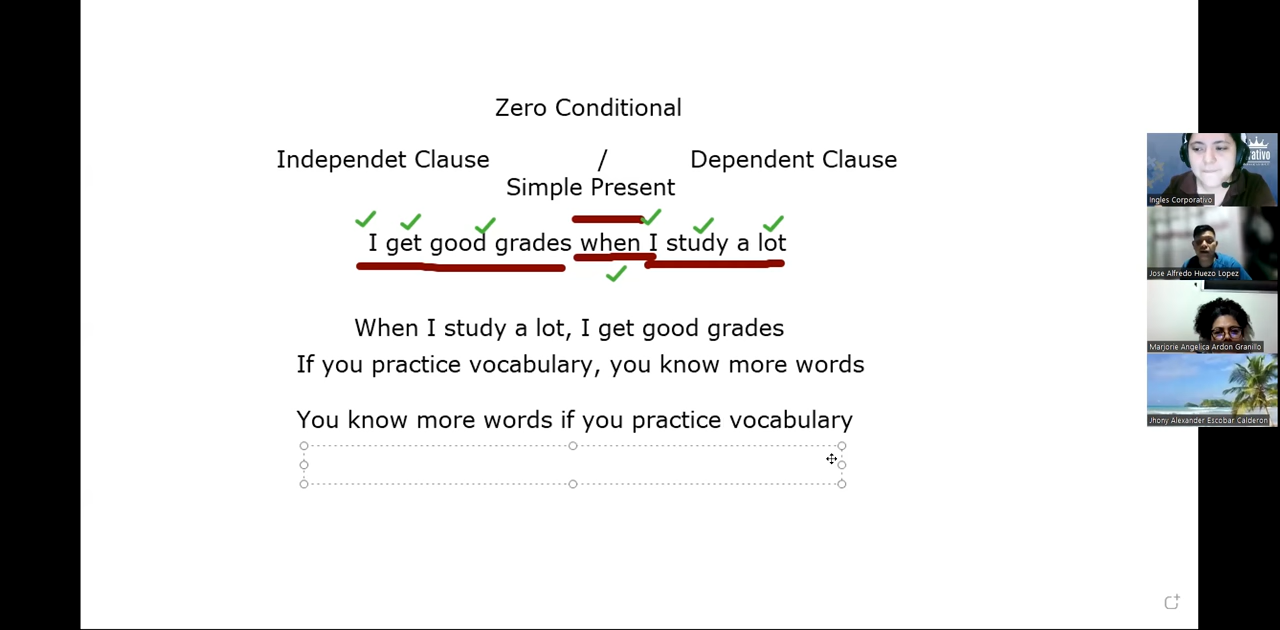 Zero Conditional
Independet Clause / Dependent Clause
Simple Present
I get good grades when I study a lot
When I study a lot, I get good grades
If you practice vocabulary, you know more words
You know more words if you practice vocabulary
Ingles Corporativo
Jose Alfredo Huezo Lopez
Marjorie Angelica Ardon Granillo
Jhony Alexander Escobar Calderon